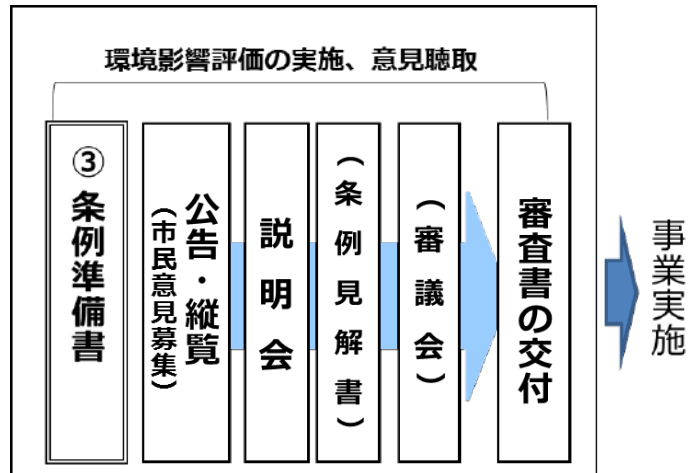 環境影響評価の実施、意見聴取
③条例準備書
公告・縦覧
（市民意見募集）
説明会
（条例見解書）
（審議会）
審査書の交付
事業実施